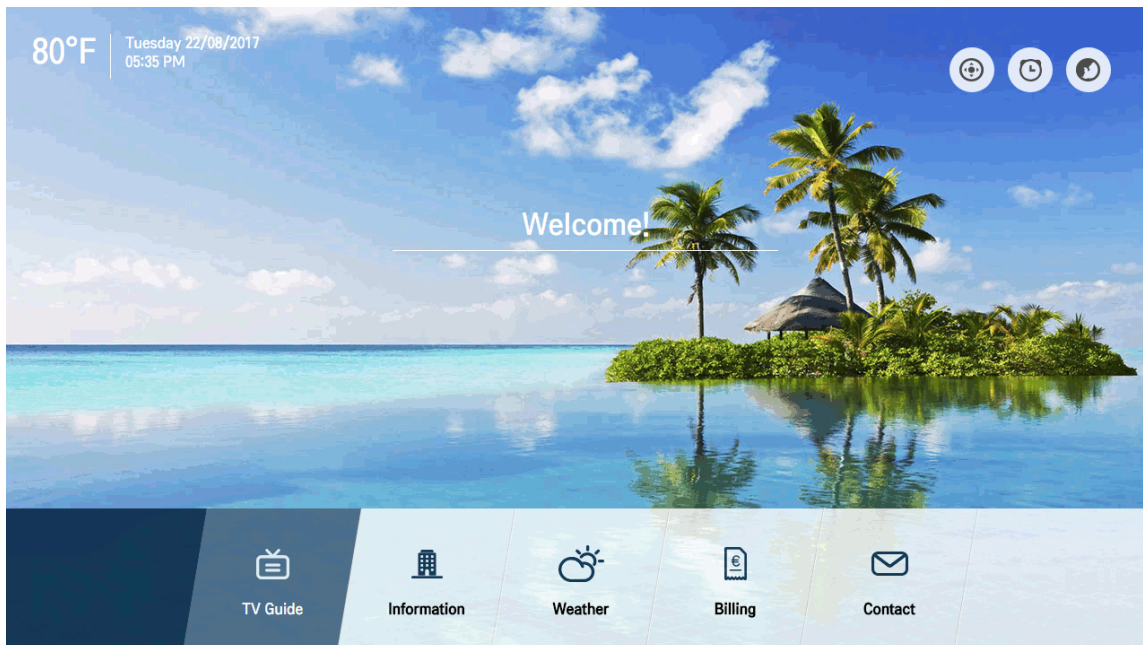 80°F
Tuesday 22/08/2017
05:35 PM
Welcome!
TV Guide
Information
Weather
€
Billing
Contact